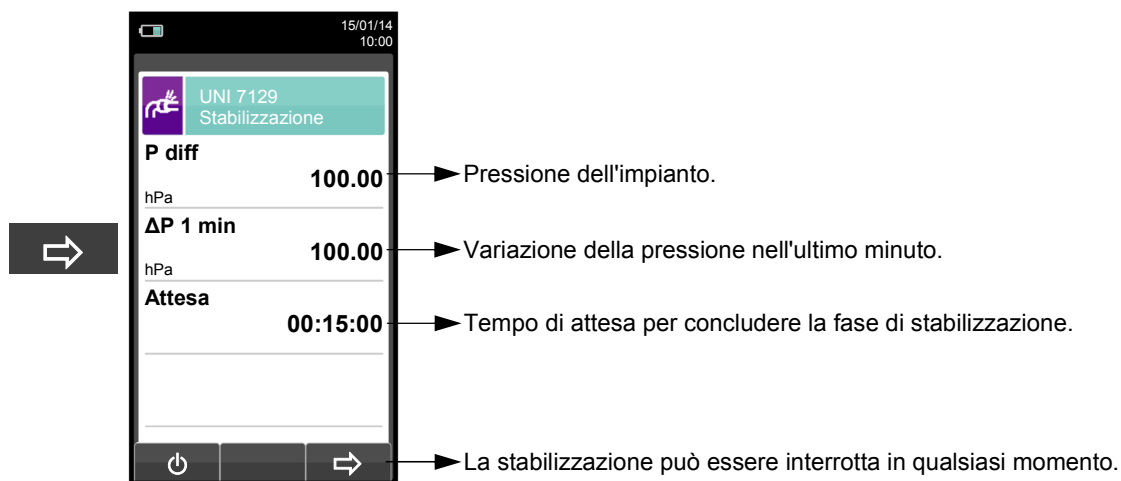 15/01/14
10:00
UNI 7129
Stabilizzazione
P diff
100.00
hPa
Pressione dell'impianto.
ΔP 1 min
100.00
hPa
Variazione della pressione nell'ultimo minuto.
Attesa
00:15:00
Tempo di attesa per concludere la fase di stabilizzazione.
La stabilizzazione può essere interrotta in qualsiasi momento.